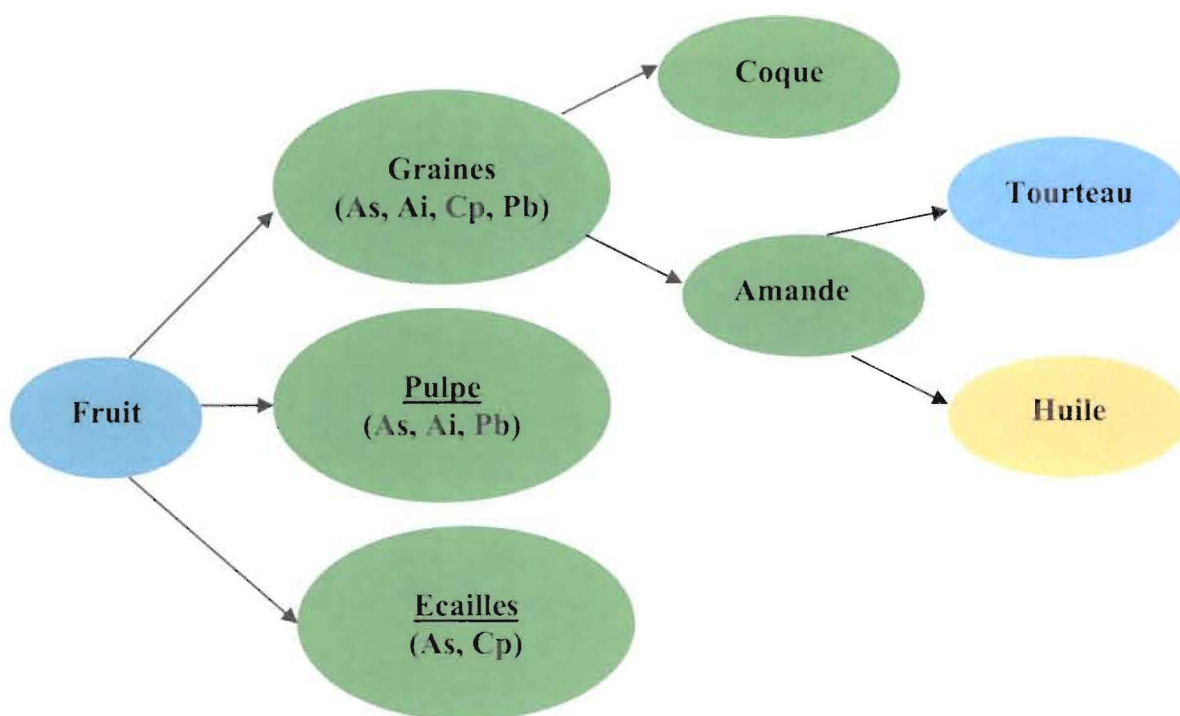 Coque
Graines
(As, Ai, Cp, Pb)
Tourteau
Amande
Fruit
Pulpe
(As, Ai, Pb)
Huile
Ecailles
(As, Cp)